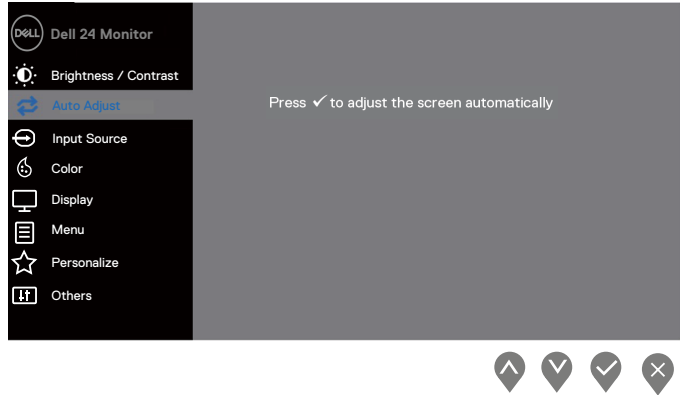 DELL
Dell 24 Monitor
Brightness / Contrast
Auto Adjust
Press ✓ to adjust the screen automatically
Input Source
Color
Display
Menu
Personalize
Others